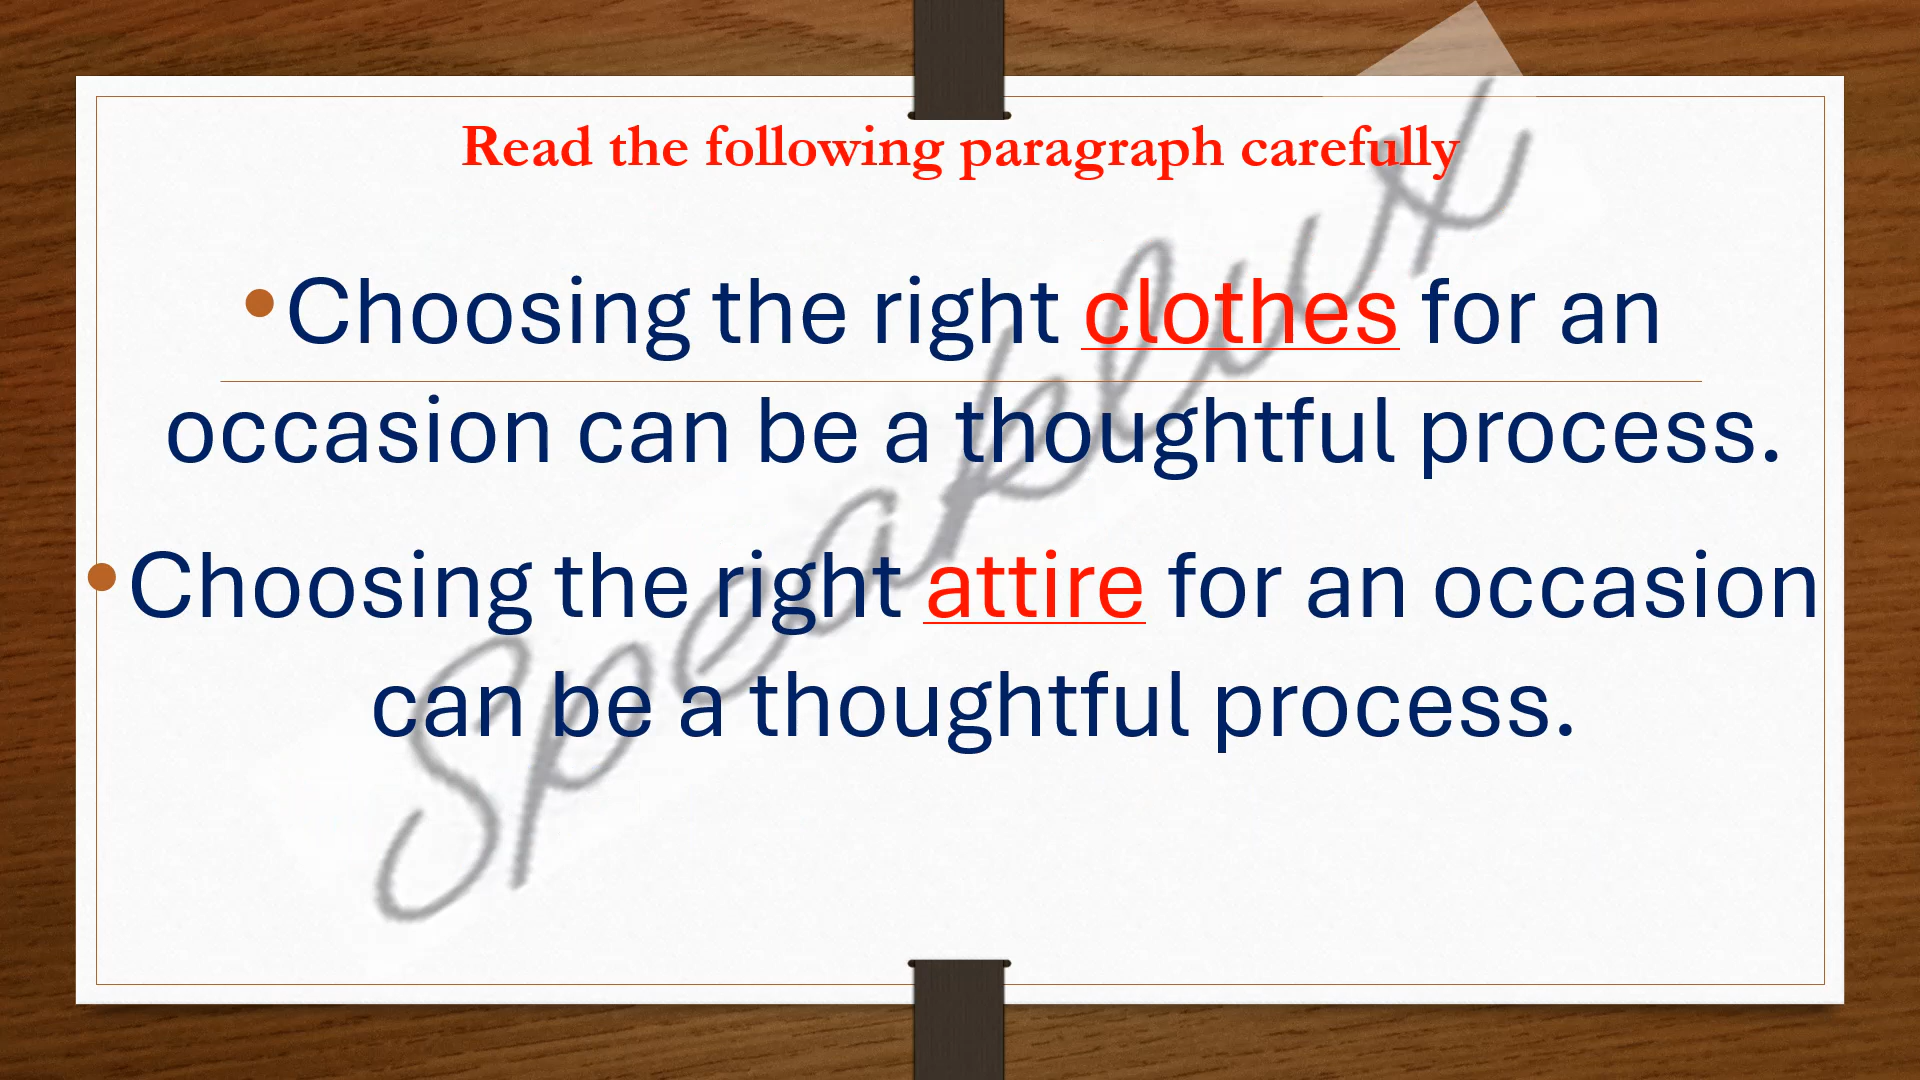 Read the following paragraph carefully
•Choosing the right clothes for an
occasion can be a thoughtful process.
•Choosing the right attire for an occasion
can be a thoughtful process.
Speakluxx